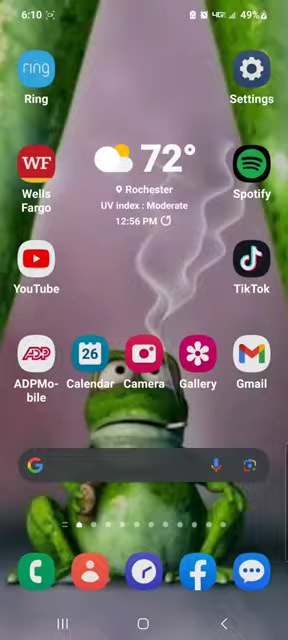 6:10
4G
49%
ring
Ring
Settings
72°
Rochester
UV index : Moderate
12:56 PM
WF
Wells
Fargo
Spotify
YouTube
TikTok
ADP
26
ADPMo-
bile
Calendar
Camera
Gallery
Gmail